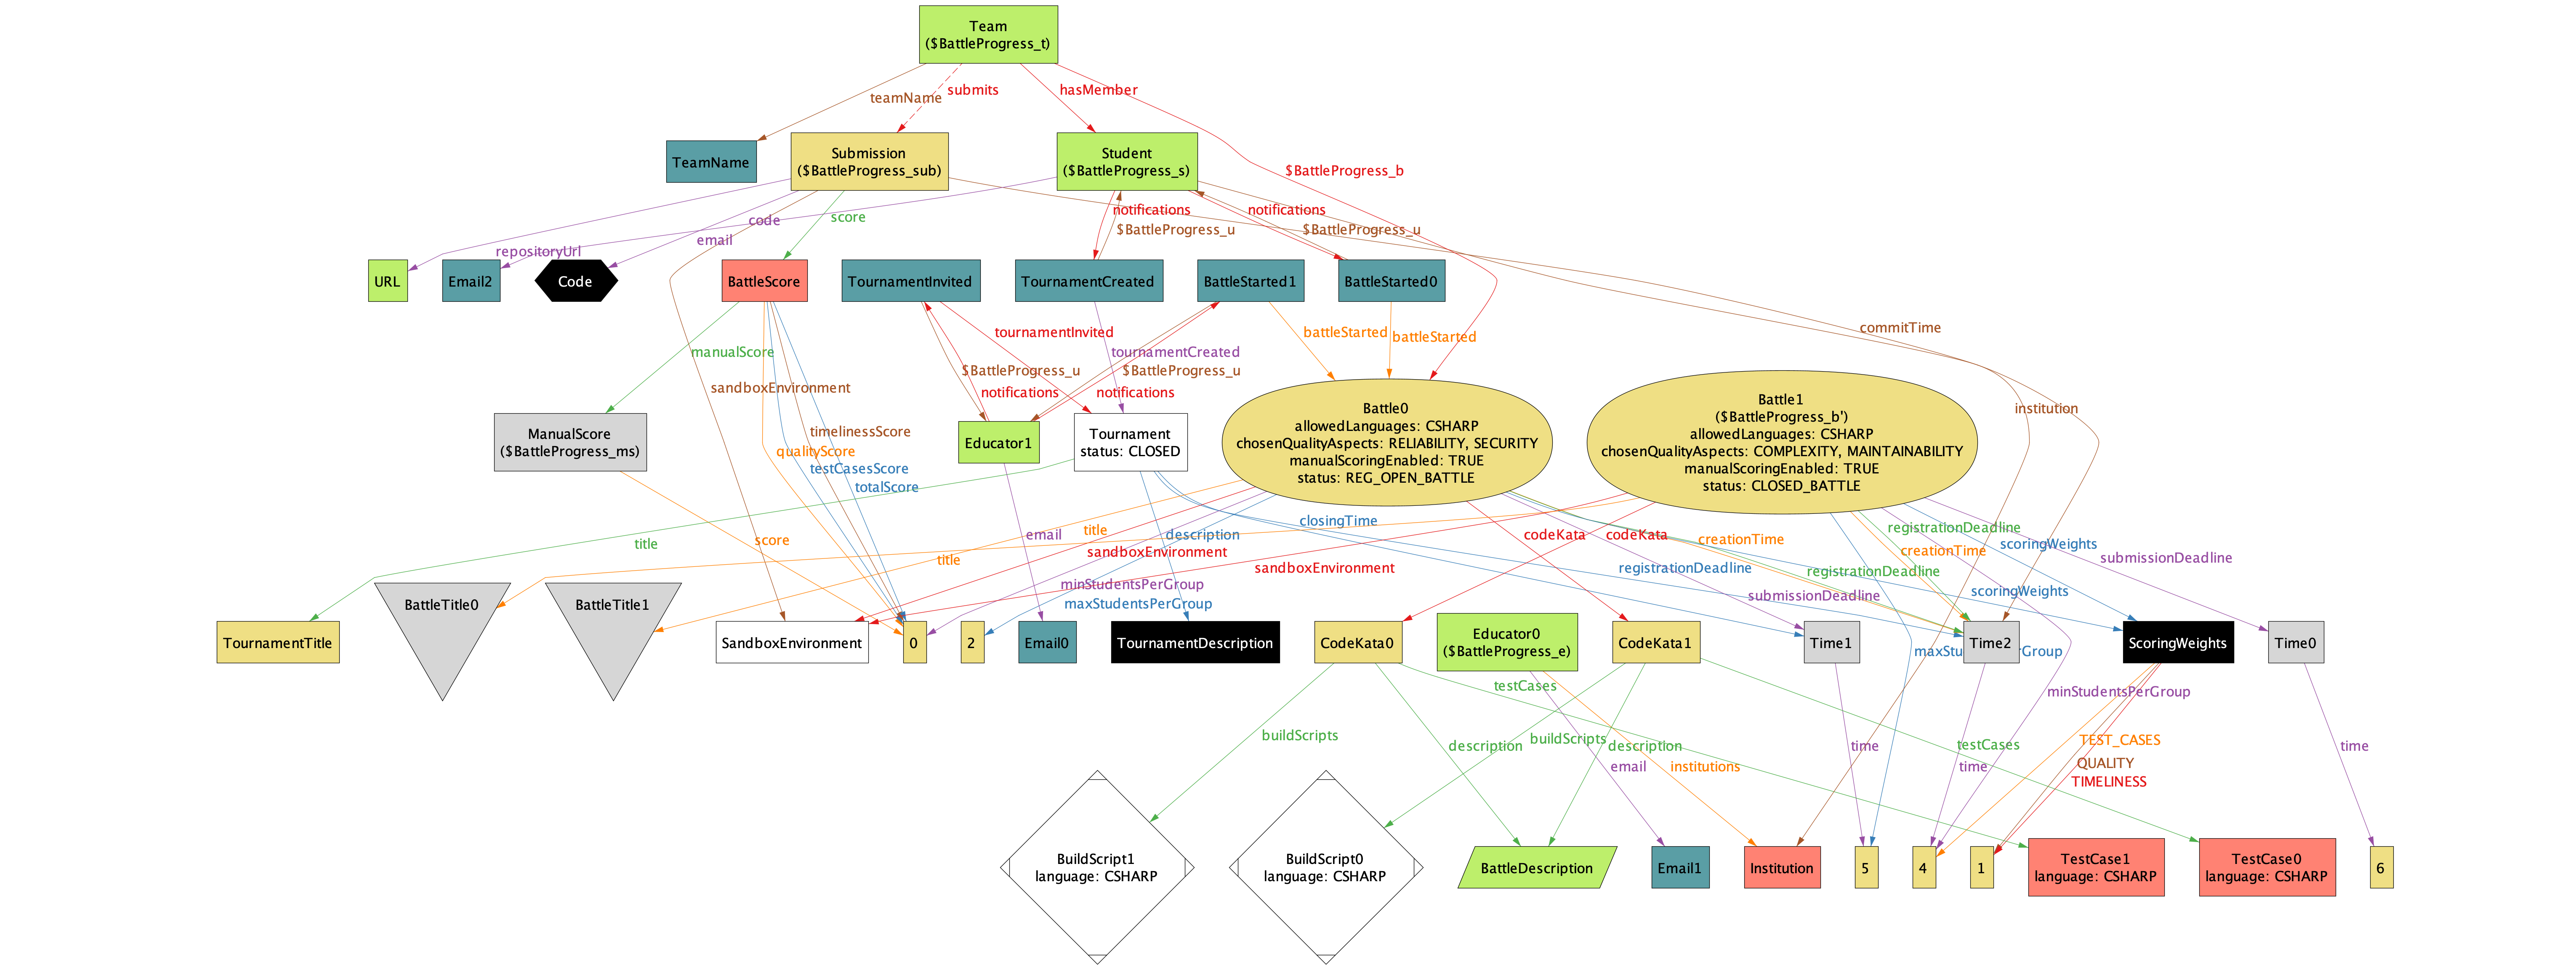 Team
($BattleProgress_t)
submits
hasMember
teamName
TeamName
Submission
($BattleProgress_sub)
Student
($BattleProgress_s)
$BattleProgress_b
notifications
notifications
code
score
$BattleProgress_u
$BattleProgress_u
email
repositoryUrl
URL
Email2
Code
BattleScore
TournamentInvited
TournamentCreated
BattleStarted1
BattleStarted0
commitTime
tournamentInvited
battleStarted
battleStarted
manualScore
tournamentCreated
$BattleProgress_u
$BattleProgress_u
sandboxEnvironment
notifications
notifications
institution
ManualScore
($BattleProgress_ms)
timelinessScore
qualityScore
testCasesScore
totalScore
Educator1
Tournament
status: CLOSED
Battle0
allowedLanguages: CSHARP
chosenQualityAspects: RELIABILITY, SECURITY
manualScoringEnabled: TRUE
status: REG_OPEN_BATTLE
Battle1
($BattleProgress_b')
allowedLanguages: CSHARP
chosenQualityAspects: COMPLEXITY, MAINTAINABILITY
manualScoringEnabled: TRUE
status: CLOSED_BATTLE
closingTime
registrationDeadline
title
email
description
codeKata
codeKata
creationTime
score
title
title
sandboxEnvironment
creationTime
scoringWeights
submissionDeadline
sandboxEnvironment
registrationDeadline
registrationDeadline
minStudentsPerGroup
scoringWeights
maxStudentsPerGroup
submissionDeadline
BattleTitle0
BattleTitle1
TournamentTitle
SandboxEnvironment
0
2
Email0
TournamentDescription
CodeKata0
Educator0
($BattleProgress_e)
CodeKata1
Time1
Time2
ScoringWeights
Time0
testCases
minStudentsPerGroup
buildScripts
description
buildScripts
description
time
TEST_CASES
testCases
time
email
institutions
time
QUALITY
TIMELINESS
BuildScript1
language: CSHARP
BuildScript0
language: CSHARP
BattleDescription
Email1
Institution
5
4
1
TestCase1
language: CSHARP
TestCase0
language: CSHARP
6